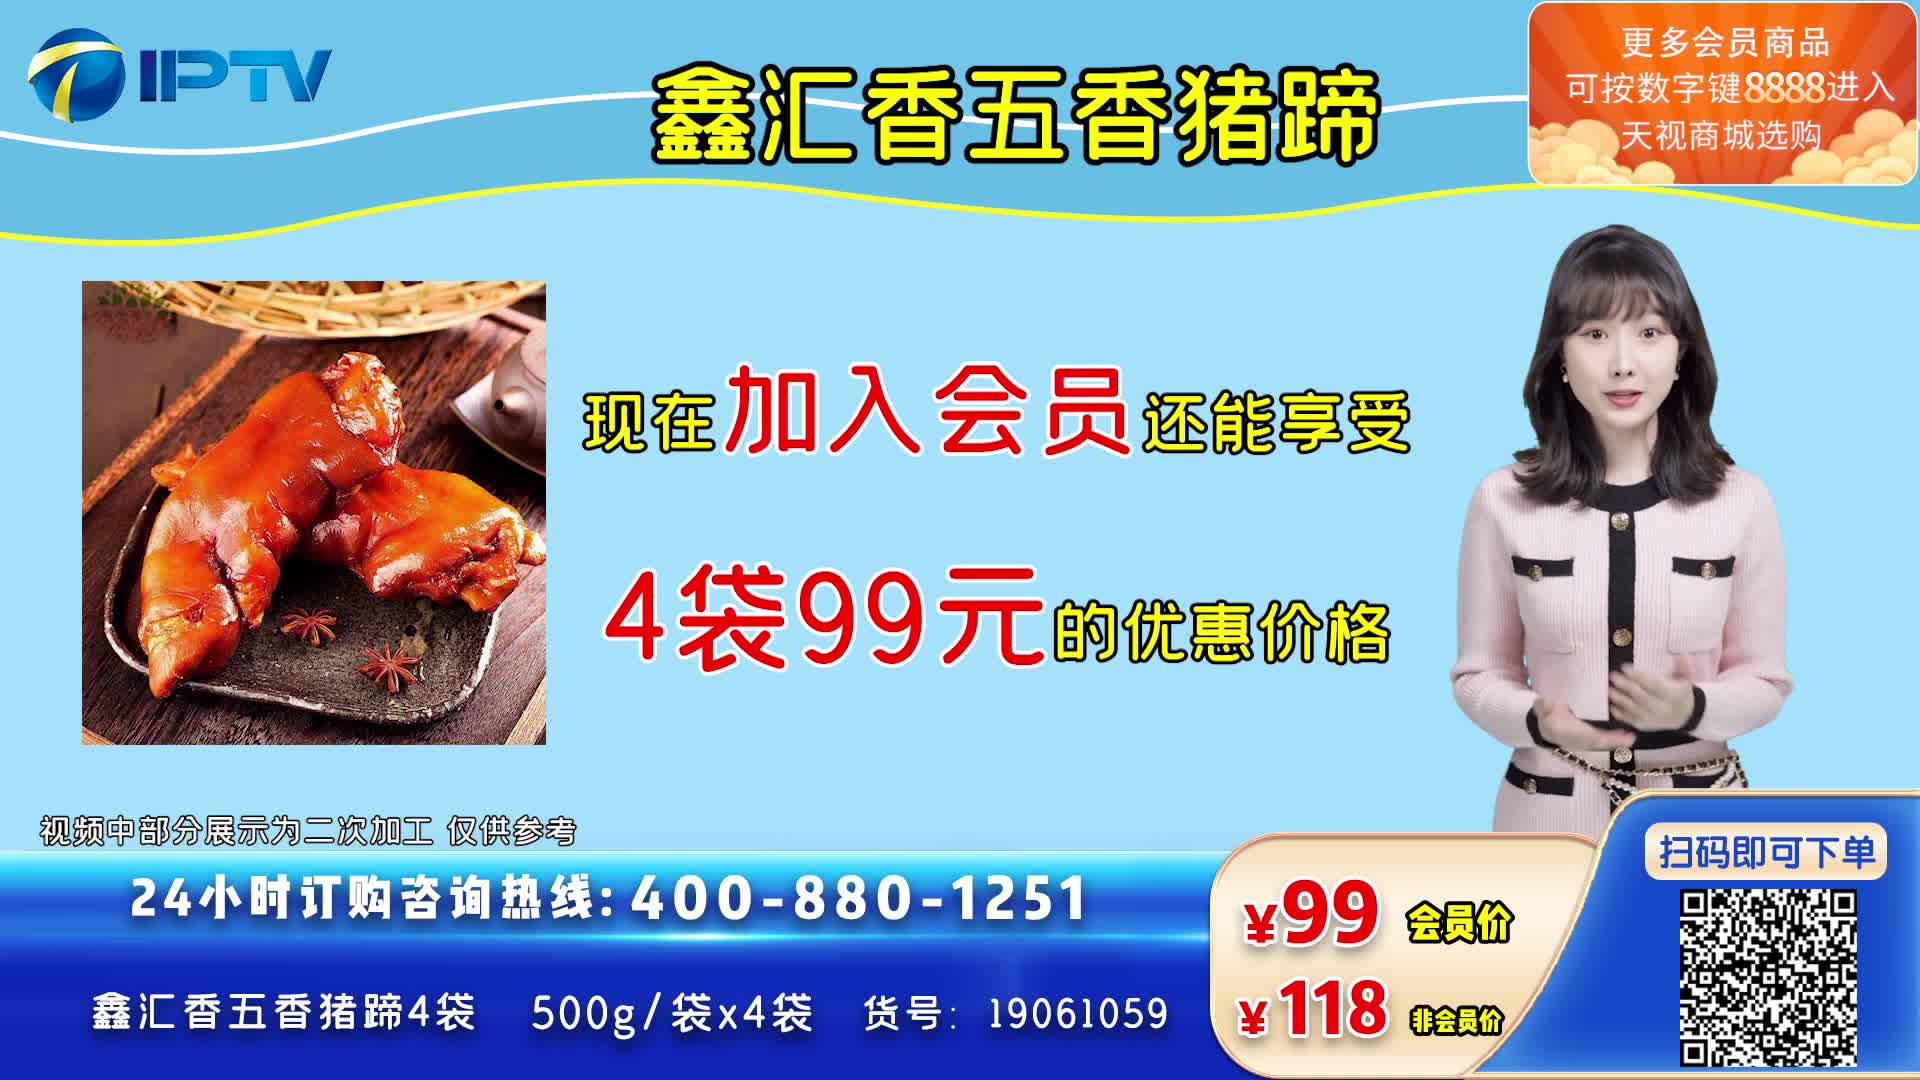 IPTV
鑫汇香五香猪蹄
更多会员商品
可按数字键8888进入
天视商城选购
现在加入会员还能享受
4袋99元的优惠价格
视频中部分展示为二次加工 仅供参考
24小时订购咨询热线:400-880-1251
鑫汇香五香猪蹄4袋 500g/袋x4袋 货号: 19061059
¥99 会员价
¥118 非会员价
扫码即可下单